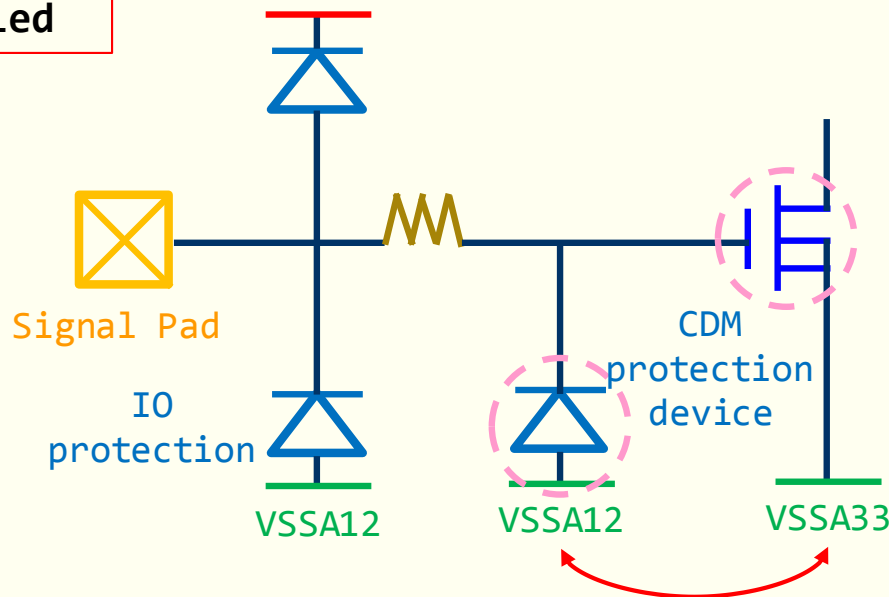 Signal Pad
IO
protection
CDM
protection
device
VSSA12
VSSA12
VSSA33